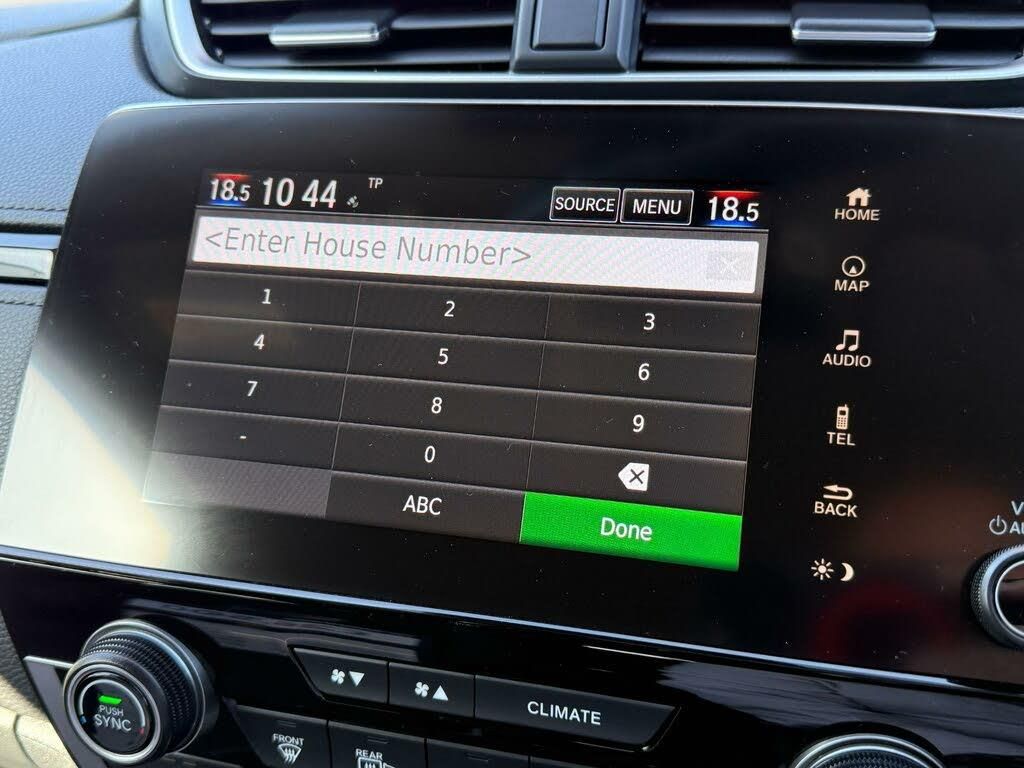 18.5 10 44 TP SOURCE MENU 18.5
<Enter House Number>
1 2 3
4 5 6
7 8 9
- 0
ABC Done
HOME
MAP
AUDIO
TEL
BACK
PUSH
SYNC
CLIMATE
FRONT
REAR